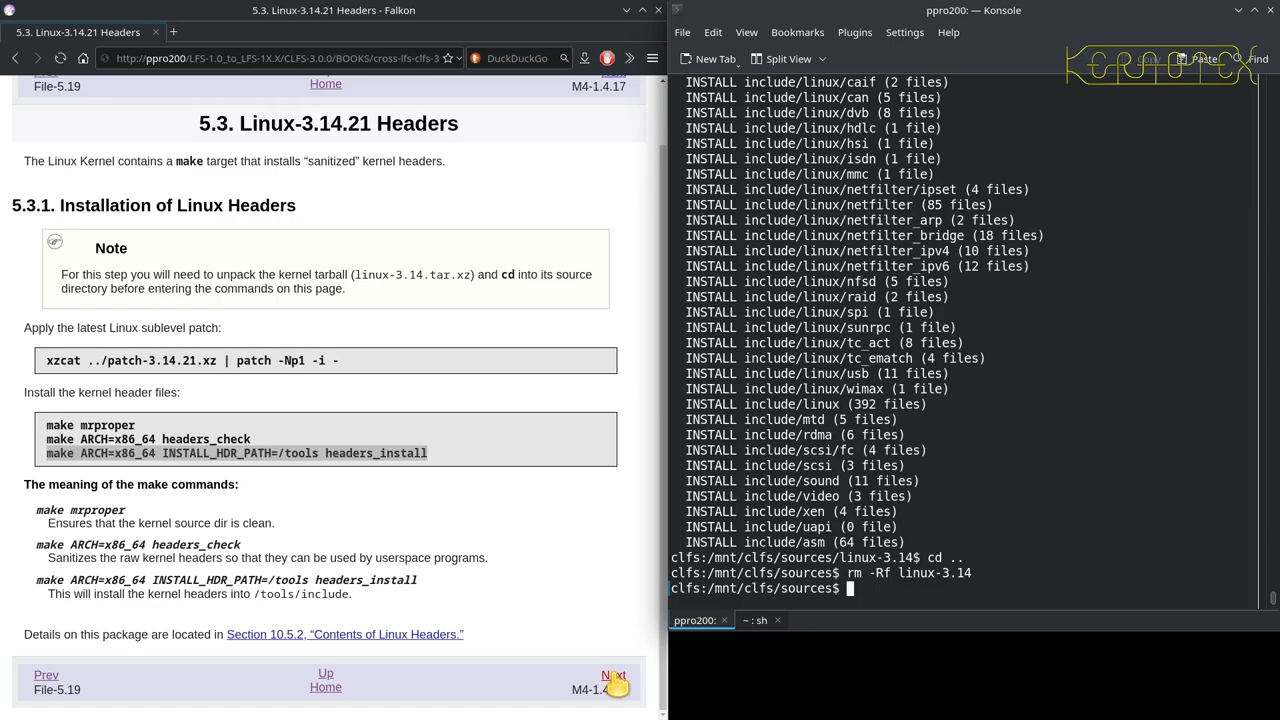 5.3. Linux-3.14.21 Headers - Falkon
5.3. Linux-3.14.21 Headers
http://ppro200/LFS-1.0_to_LFS-1X.X/CLFS-3.0.0/BOOKS/cross-lfs-clfs-3
DuckDuckGo
File-5.19
Home
M4-1.4.17
5.3. Linux-3.14.21 Headers
The Linux Kernel contains a make target that installs “sanitized” kernel headers.
5.3.1. Installation of Linux Headers
Note
For this step you will need to unpack the kernel tarball (linux-3.14.tar.xz) and cd into its source
directory before entering the commands on this page.
Apply the latest Linux sublevel patch:
xzcat ../patch-3.14.21.xz | patch -Np1 -i -
Install the kernel header files:
make mrproper
make ARCH=x86_64 headers_check
make ARCH=x86_64 INSTALL_HDR_PATH=/tools headers_install
The meaning of the make commands:
make mrproper
Ensures that the kernel source dir is clean.
make ARCH=x86_64 headers_check
Sanitizes the raw kernel headers so that they can be used by userspace programs.
make ARCH=x86_64 INSTALL_HDR_PATH=/tools headers_install
This will install the kernel headers into /tools/include.
Details on this package are located in Section 10.5.2, “Contents of Linux Headers.”
Prev
Up
Next
File-5.19
Home
ppro200: — Konsole
File Edit View Bookmarks Plugins Settings Help
New Tab Split View Copy Paste Find
INSTALL include/linux/caif (2 files)
INSTALL include/linux/can (5 files)
INSTALL include/linux/dvb (8 files)
INSTALL include/linux/hdlc (1 file)
INSTALL include/linux/hsi (1 file)
INSTALL include/linux/isdn (1 file)
INSTALL include/linux/mmc (1 file)
INSTALL include/linux/netfilter/ipset (4 files)
INSTALL include/linux/netfilter (85 files)
INSTALL include/linux/netfilter_arp (2 files)
INSTALL include/linux/netfilter_bridge (18 files)
INSTALL include/linux/netfilter_ipv4 (10 files)
INSTALL include/linux/netfilter_ipv6 (12 files)
INSTALL include/linux/nfsd (5 files)
INSTALL include/linux/raid (2 files)
INSTALL include/linux/spi (1 file)
INSTALL include/linux/sunrpc (1 file)
INSTALL include/linux/tc_act (8 files)
INSTALL include/linux/tc_ematch (4 files)
INSTALL include/linux/usb (11 files)
INSTALL include/linux/wimax (1 file)
INSTALL include/linux (392 files)
INSTALL include/mtd (5 files)
INSTALL include/rdma (6 files)
INSTALL include/scsi/fc (4 files)
INSTALL include/scsi (3 files)
INSTALL include/sound (11 files)
INSTALL include/video (3 files)
INSTALL include/xen (4 files)
INSTALL include/uapi (0 file)
INSTALL include/asm (64 files)
clfs:/mnt/clfs/sources/linux-3.14$ cd ..
clfs:/mnt/clfs/sources$ rm -Rf linux-3.14
clfs:/mnt/clfs/sources$
ppro200:
~ : sh